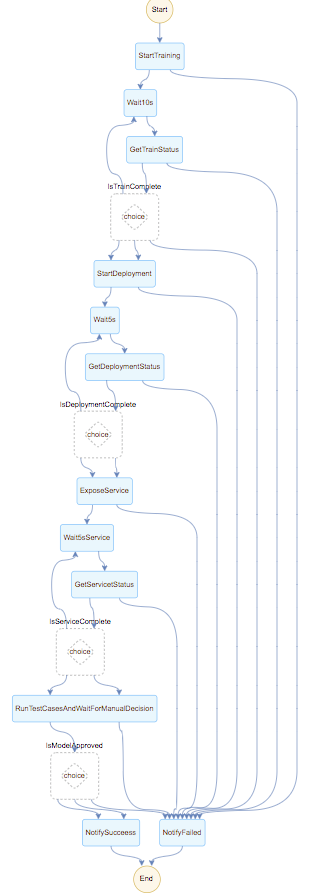 Start
StartTraining
Wait10s
GetTrainStatus
IsTrainComplete
choice
StartDeployment
Wait5s
GetDeploymentStatus
IsDeploymentComplete
choice
ExposeService
Wait5sService
GetServicetStatus
IsServiceComplete
choice
RunTestCasesAndWaitForManualDecision
IsModelApproved
choice
NotifySucceess NotifyFailed
End